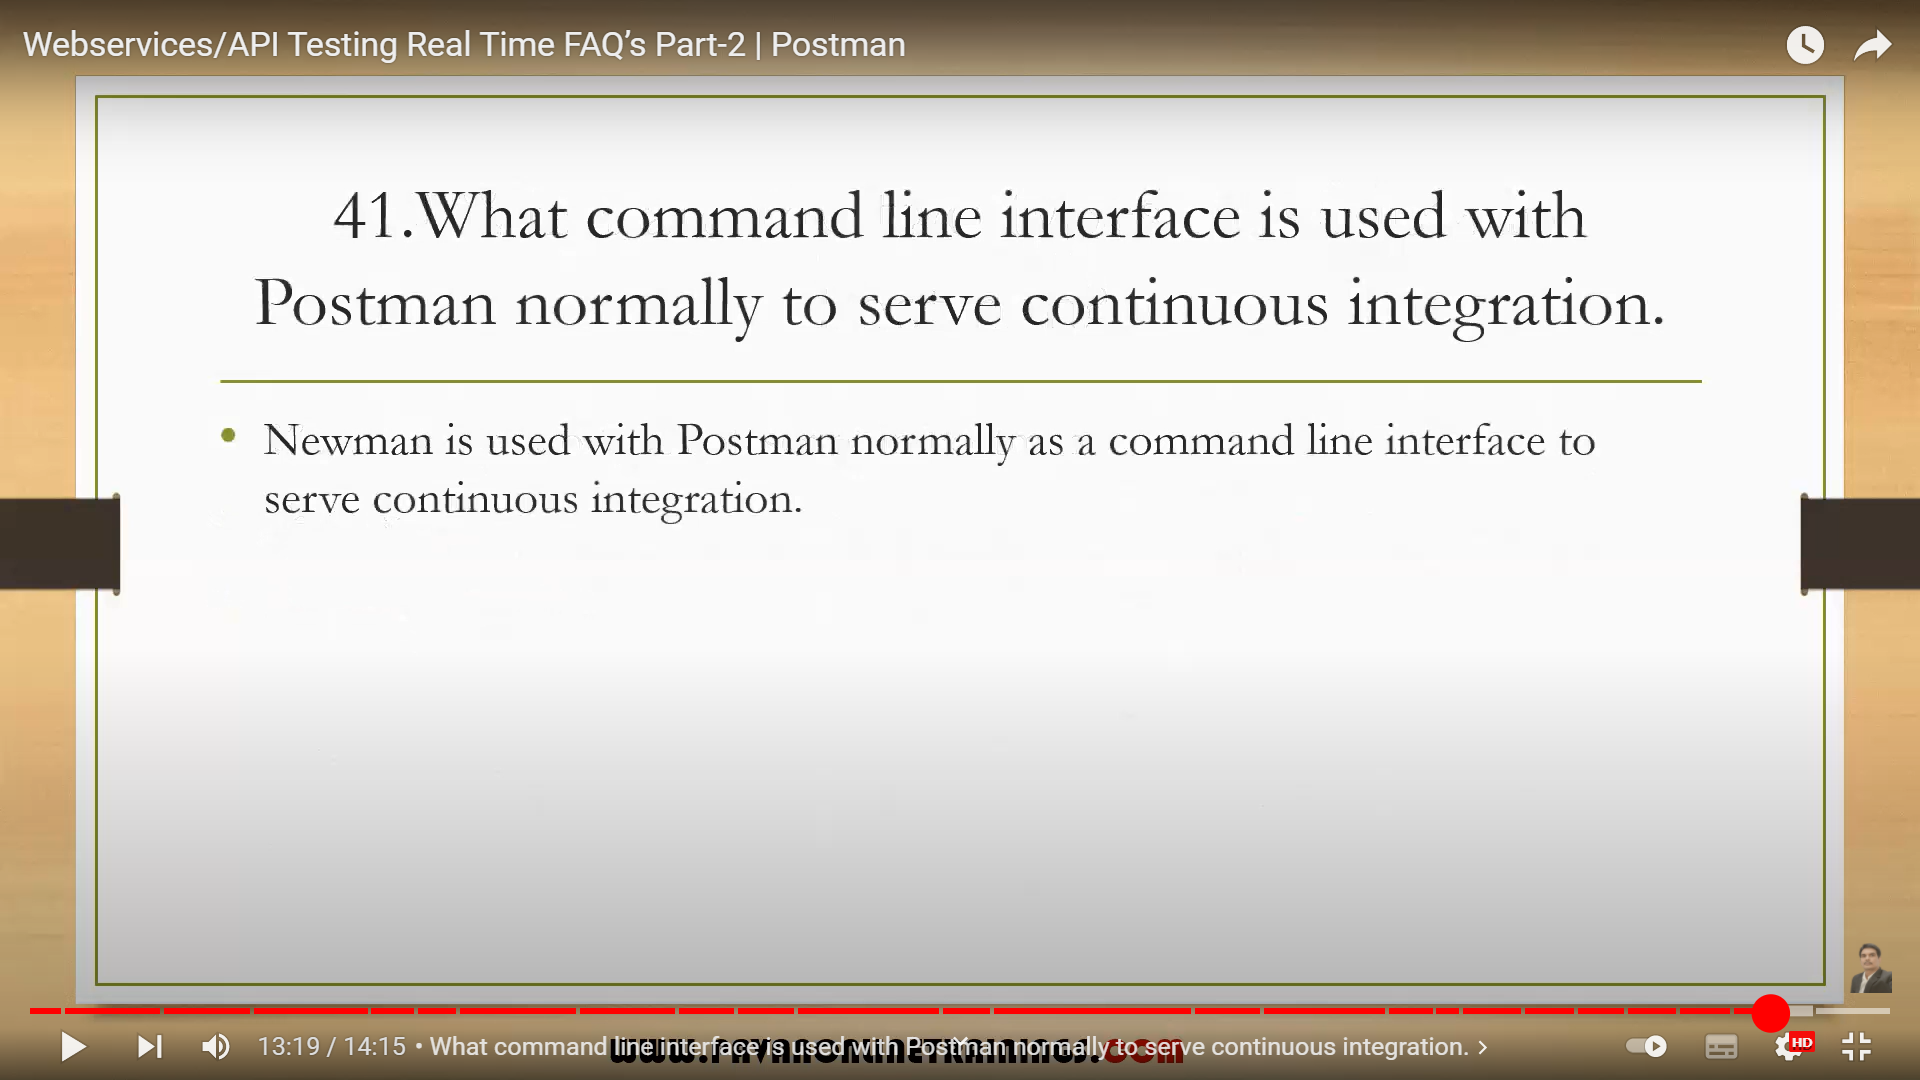 Webservices/API Testing Real Time FAQ’s Part-2 | Postman
41.What command line interface is used with
Postman normally to serve continuous integration.
• Newman is used with Postman normally as a command line interface to
serve continuous integration.
13:19 / 14:15 • What command line interface is used with Postman normally to serve continuous integration.
HD